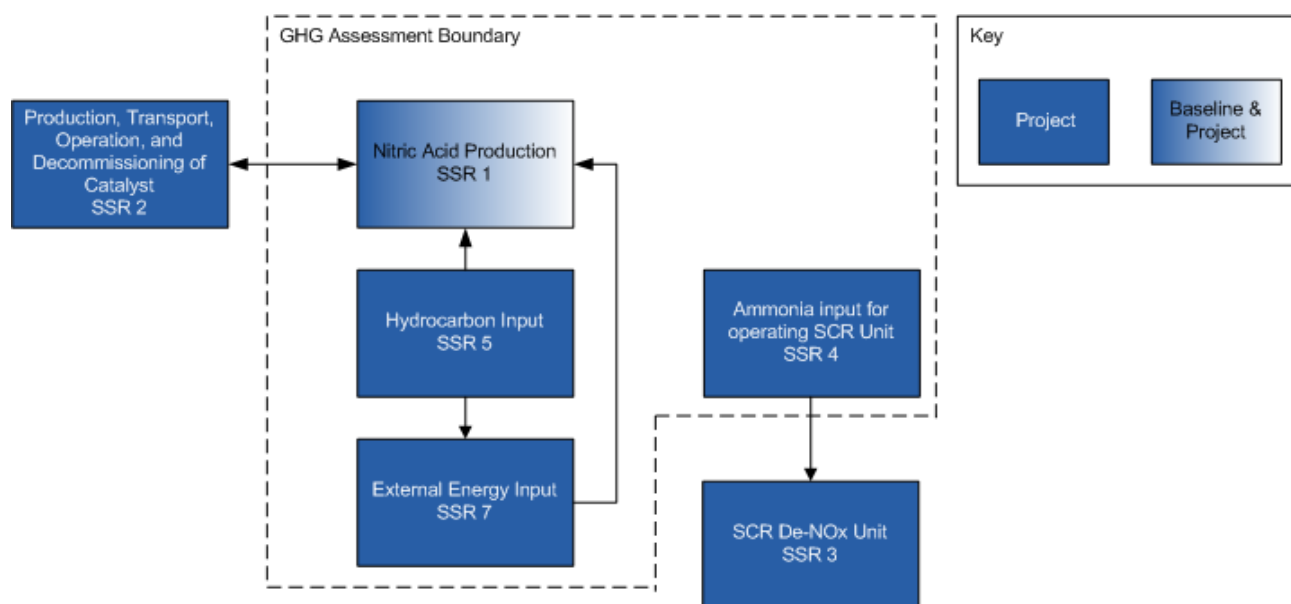 GHG Assessment Boundary
Key
Production, Transport,
Operation, and
Decommissioning of
Catalyst
SSR 2
Nitric Acid Production
SSR 1
Project
Baseline &
Project
Hydrocarbon Input
SSR 5
Ammonia input for
operating SCR Unit
SSR 4
External Energy Input
SSR 7
SCR De-NOx Unit
SSR 3